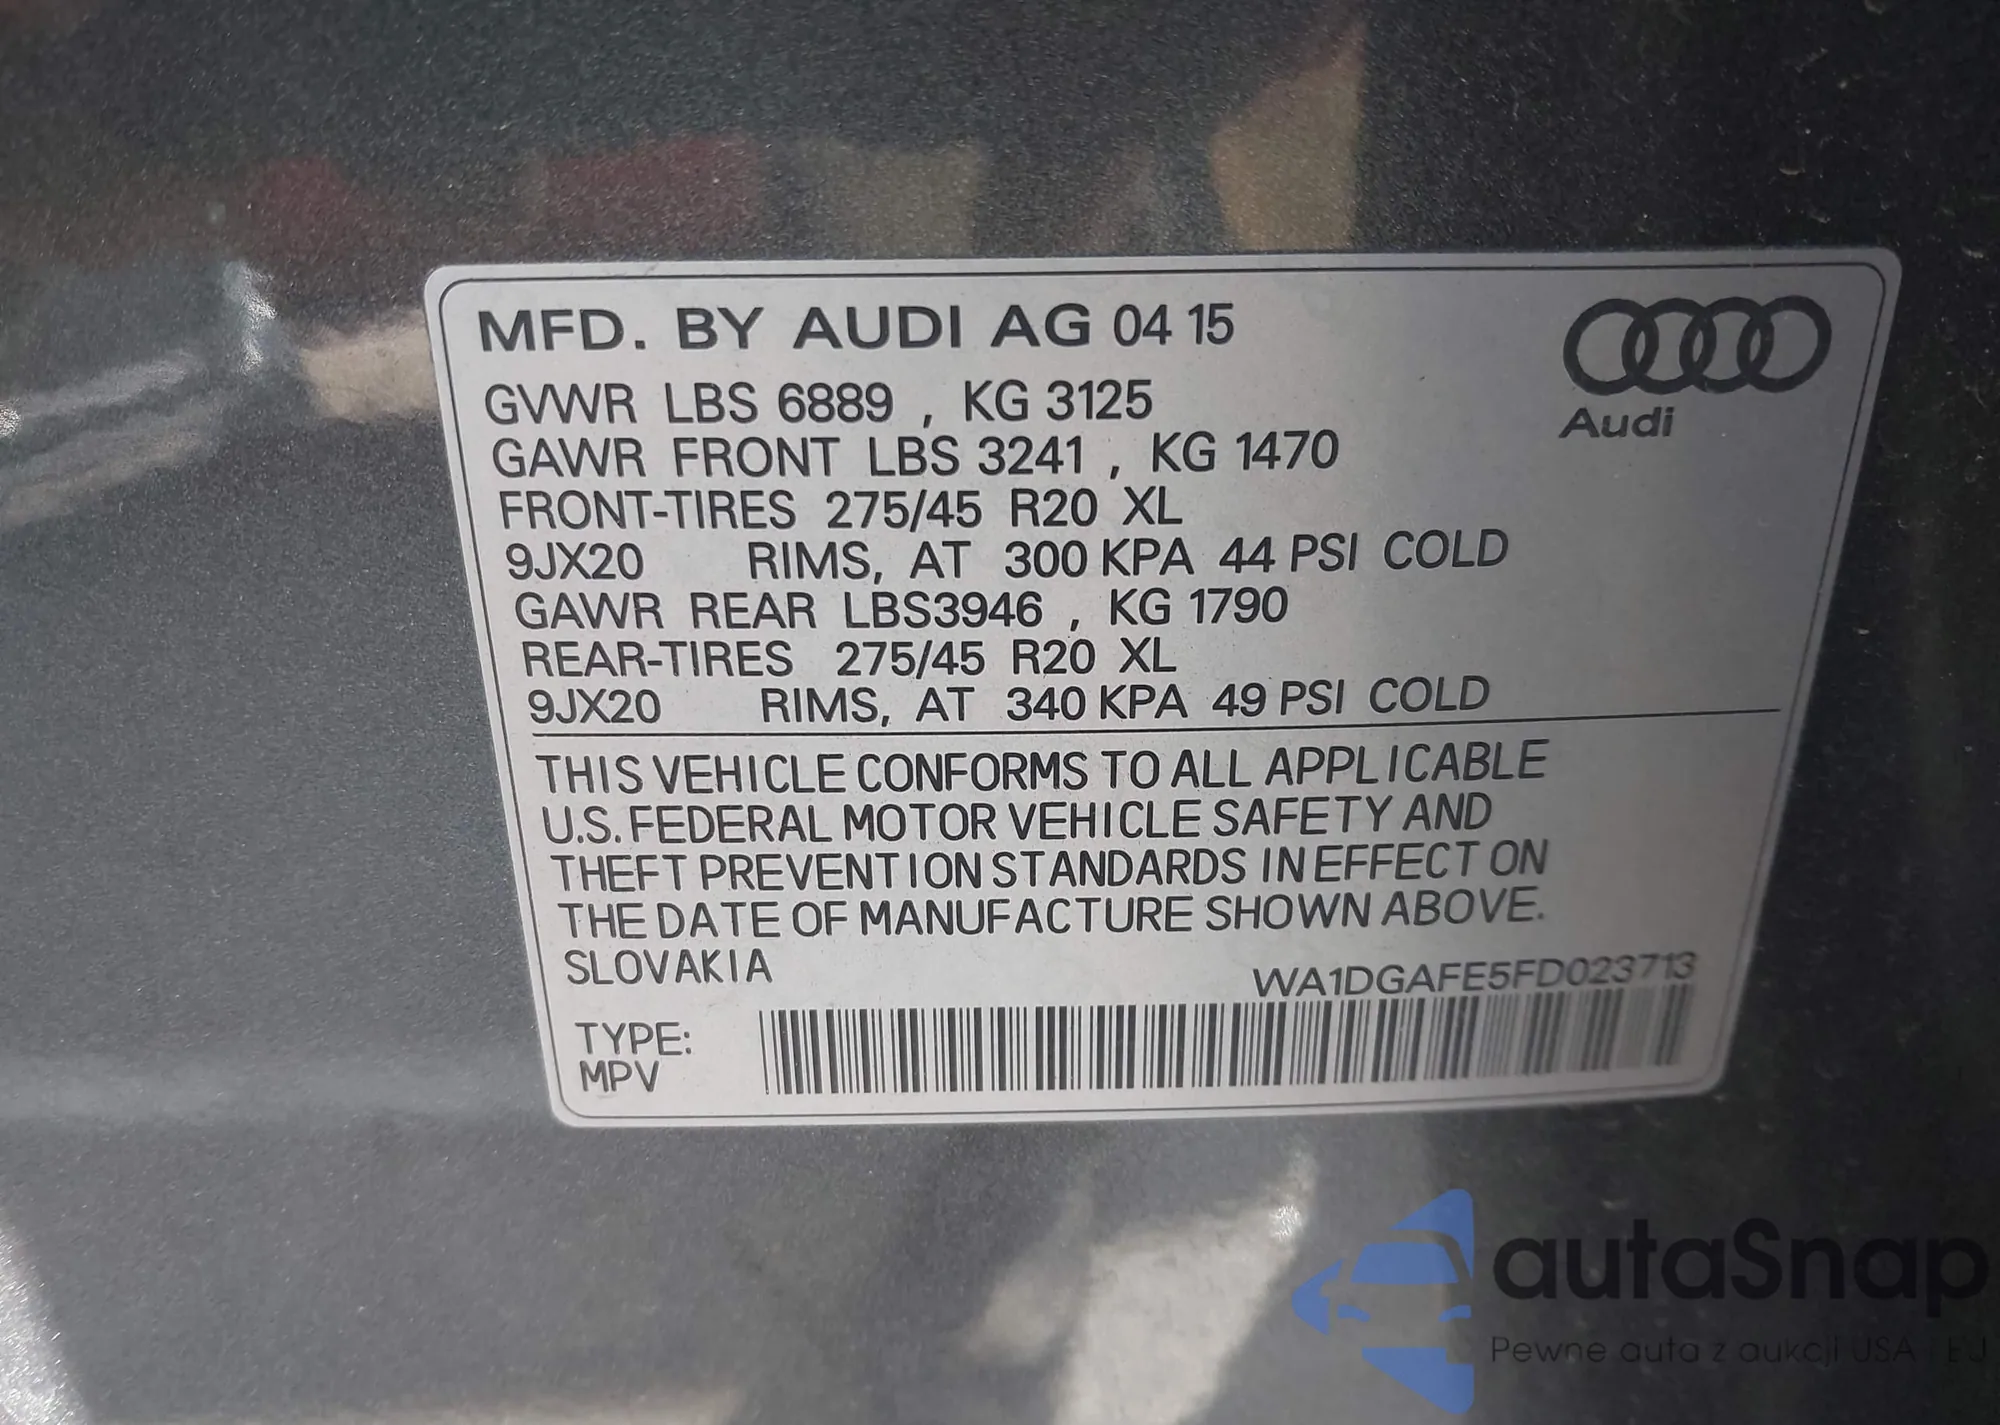 MFD. BY AUDI AG 04 15
Audi
GVWR LBS 6889 , KG 3125
GAWR FRONT LBS 3241 , KG 1470
FRONT-TIRES 275/45 R20 XL
9JX20 RIMS, AT 300 KPA 44 PSI COLD
GAWR REAR LBS3946 , KG 1790
REAR-TIRES 275/45 R20 XL
9JX20 RIMS, AT 340 KPA 49 PSI COLD
THIS VEHICLE CONFORMS TO ALL APPLICABLE
U.S. FEDERAL MOTOR VEHICLE SAFETY AND
THEFT PREVENTION STANDARDS IN EFFECT ON
THE DATE OF MANUFACTURE SHOWN ABOVE.
SLOVAKIA
WA1DGAFE5FD023713
TYPE:
MPV
autaSnap
Pewne auta z aukcji USA i EU